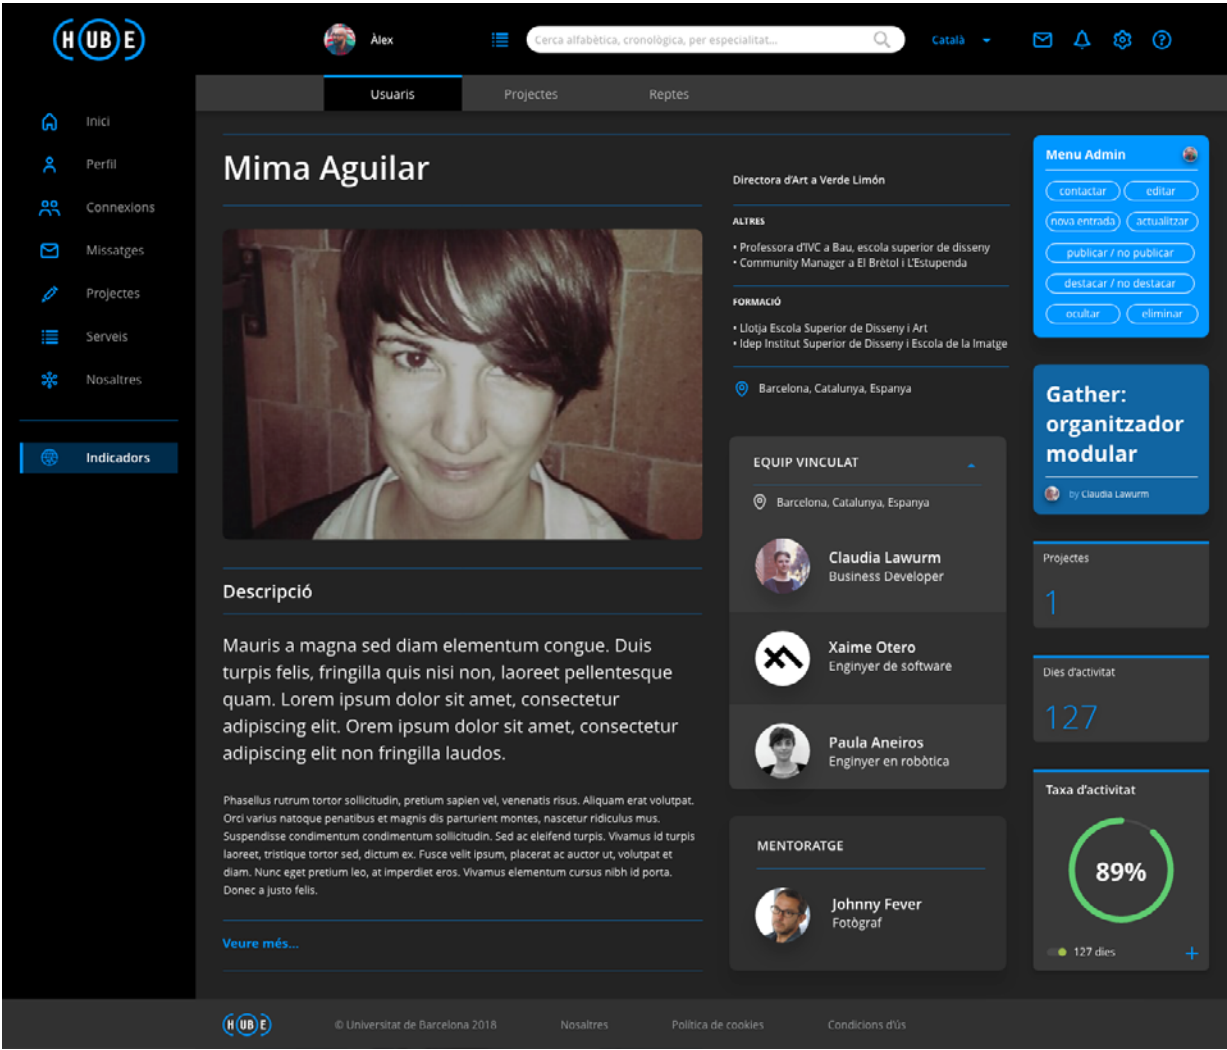 HUBE
Àlex
Cerca alfabètica, cronològica, per especialitat...
Català
Usuaris
Projectes
Reptes
Inici
Perfil
Connexions
Missatges
Projectes
Serveis
Nosaltres
Indicadors
Mima Aguilar
Descripció
Mauris a magna sed diam elementum congue. Duis
turpis felis, fringilla quis nisi non, laoreet pellentesque
quam. Lorem ipsum dolor sit amet, consectetur
adipiscing elit. Orem ipsum dolor sit amet, consectetur
adipiscing elit non fringilla laudos.
Phasellus rutrum tortor sollicitudin, pretium sapien vel, venenatis risus. Aliquam erat volutpat.
Orci varius natoque penatibus et magnis dis parturient montes, nascetur ridiculus mus.
Suspendisse condimentum condimentum sollicitudin. Sed ac eleifend turpis. Vivamus id turpis
laoreet, tristique tortor sed, dictum ex. Fusce velit ipsum, placerat ac auctor ut, volutpat et
diam. Nunc eget pretium leo, at imperdiet eros. Vivamus elementum cursus nibh id porta.
Donec a justo felis.
Veure més...
Directora d'Art a Verde Limón
ALTRES
• Professora d'IVC a Bau, escola superior de disseny
• Community Manager a El Brètol i L'Estupenda
FORMACIÓ
• Llotja Escola Superior de Disseny i Art
• Idep Institut Superior de Disseny i Escola de la Imatge
Barcelona, Catalunya, Espanya
EQUIP VINCULAT
Barcelona, Catalunya, Espanya
Claudia Lawurm
Business Developer
Xaime Otero
Enginyer de software
Paula Aneiros
Enginyer en robòtica
MENTORATGE
Johnny Fever
Fotògraf
Menu Admin
contactar editar
nova entrada actualitzar
publicar / no publicar
destacar / no destacar
ocultar eliminar
Gather:
organitzador
modular
by Claudia Lawurm
Projectes
1
Dies d'activitat
127
Taxa d'activitat
89%
127 dies
HUBE
© Universitat de Barcelona 2018
Nosaltres
Política de cookies
Condicions d'ús